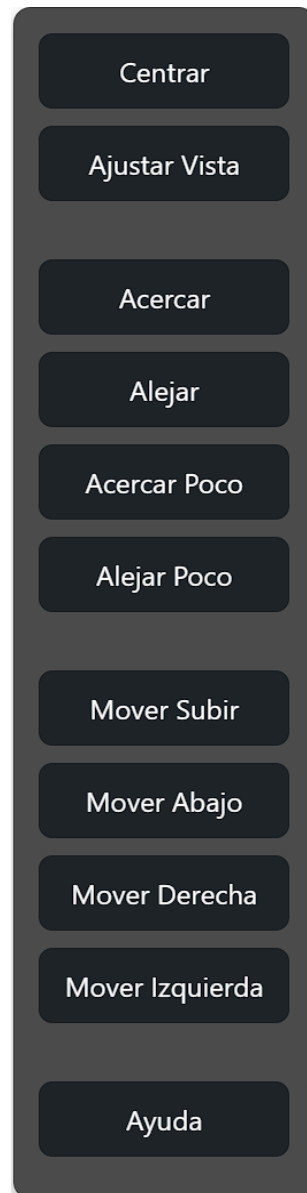 Centrar
Ajustar Vista
Acercar
Alejar
Acercar Poco
Alejar Poco
Mover Subir
Mover Abajo
Mover Derecha
Mover Izquierda
Ayuda